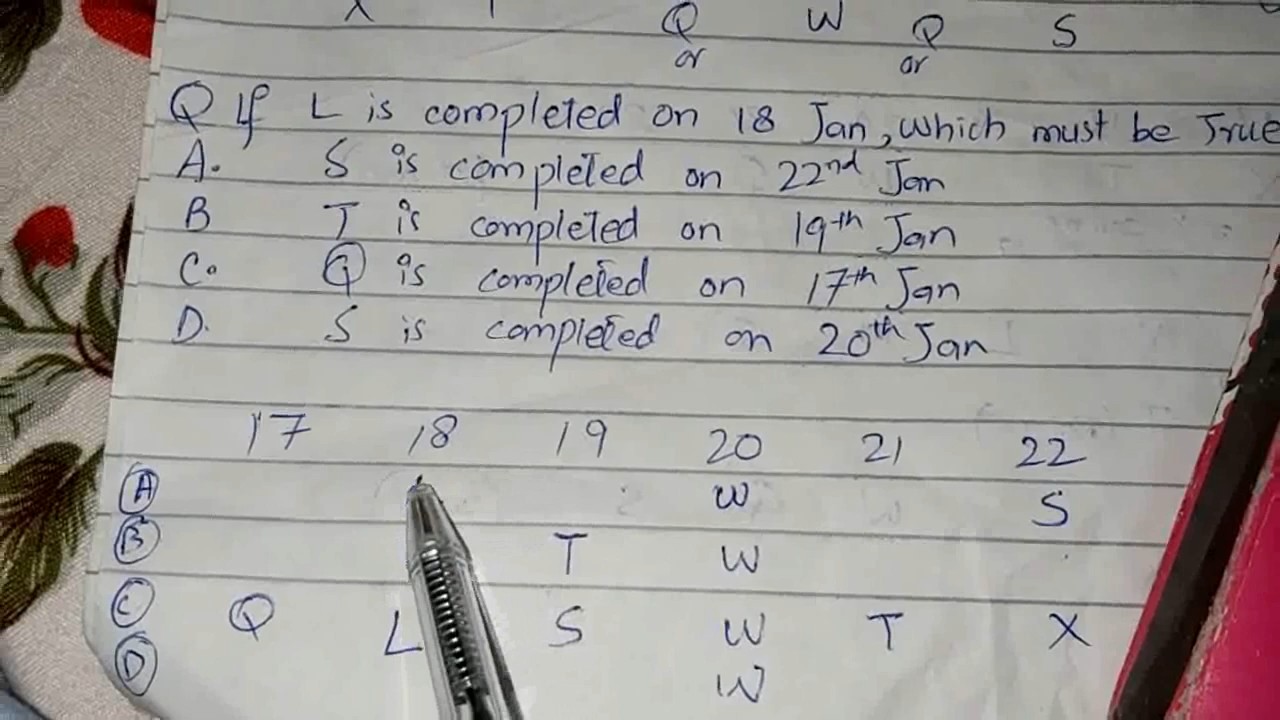 X T Q W Q S
or or
Q If L is completed on 18 Jan, which must be True
A. S is completed on 22nd Jan
B T is completed on 19th Jan
C. Q is completed on 17th Jan
D. S is completed on 20th Jan
17 18 19 20 21 22
A W S
B T W
C Q L S W T X
D W